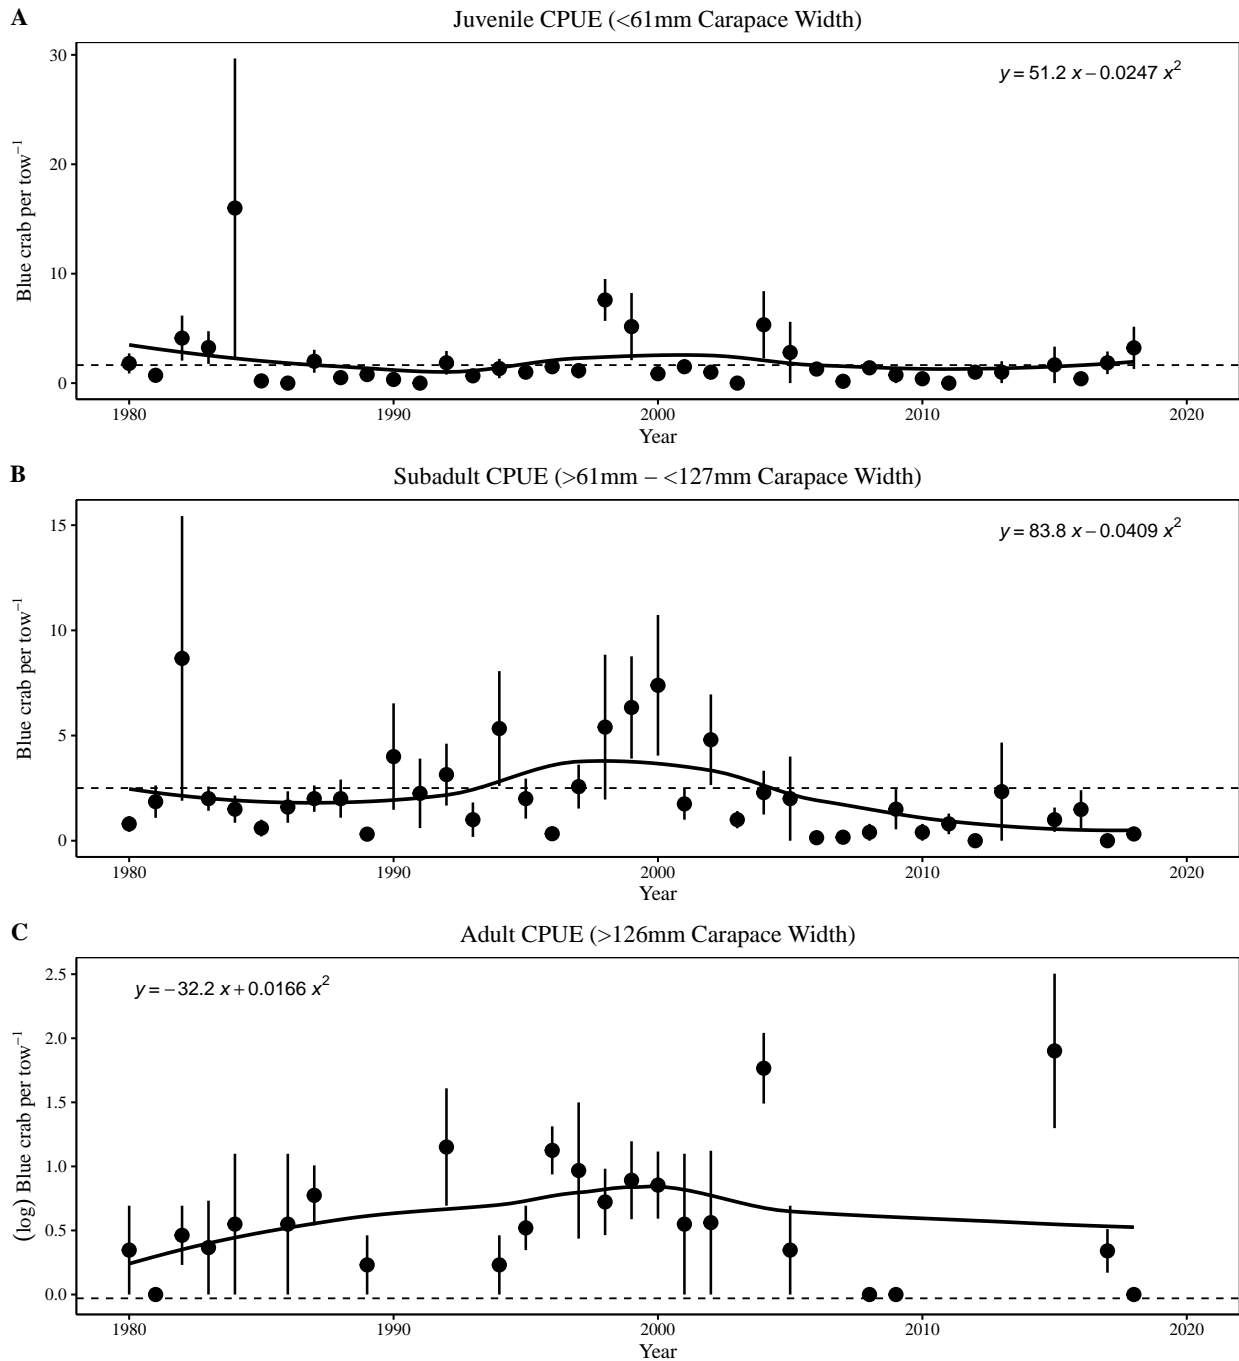 A
Juvenile CPUE (<61mm Carapace Width)
30
20
10
0
Blue crab per tow⁻¹
y = 51.2 x − 0.0247 x²
1980 1990 2000 2010 2020
Year
B
Subadult CPUE (>61mm – <127mm Carapace Width)
15
10
5
0
Blue crab per tow⁻¹
y = 83.8 x − 0.0409 x²
1980 1990 2000 2010 2020
Year
C
Adult CPUE (>126mm Carapace Width)
2.5
2.0
1.5
1.0
0.5
0.0
((log) Blue crab per tow⁻¹
y = −32.2 x + 0.0166 x²
1980 1990 2000 2010 2020
Year